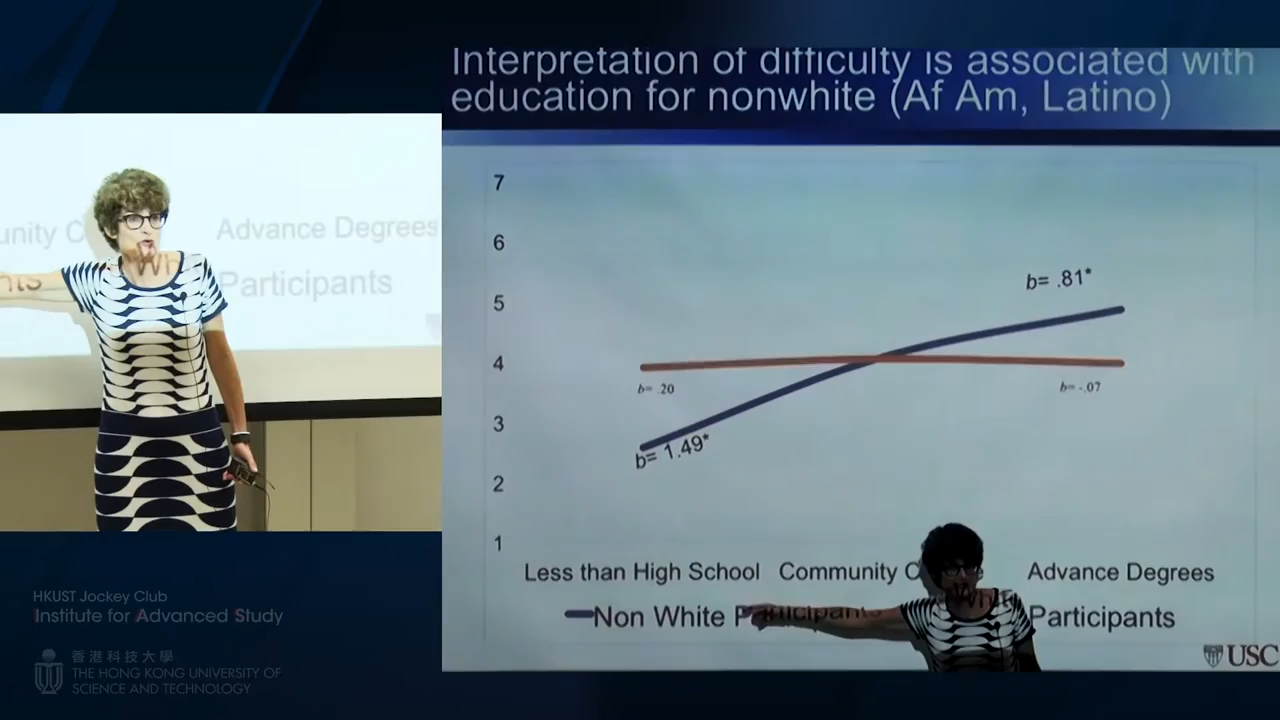 Interpretation of difficulty is associated with
education for nonwhite (Af Am, Latino)
7
6
5
4
3
2
1
b= .81*
b= .20
b= -.07
b= 1.49*
Less than High School Community Advance Degrees
Non White Participants Participants
USC
Advance Degrees
Participants
HKUST Jockey Club
Institute for Advanced Study
香港科技大學
THE HONG KONG UNIVERSITY OF
SCIENCE AND TECHNOLOGY